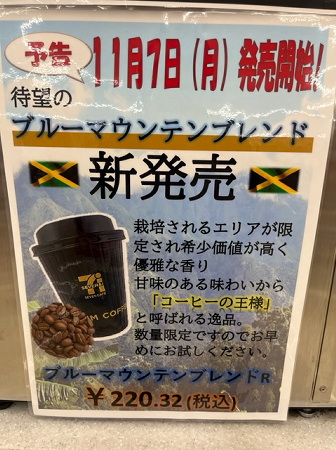 予告
11月7日(月)発売開始!
待望の
ブルーマウンテンブレンド
新発売
栽培されるエリアが限
定され希少価値が高く
優雅な香り
甘味のある味わいから
「コーヒーの王様」
と呼ばれる逸品。
数量限定ですのでお早
めにお試しください。
7i
SEVEN CAFÉ
UM COFF
ブルーマウンテンブレンドR
¥220.32(税込)